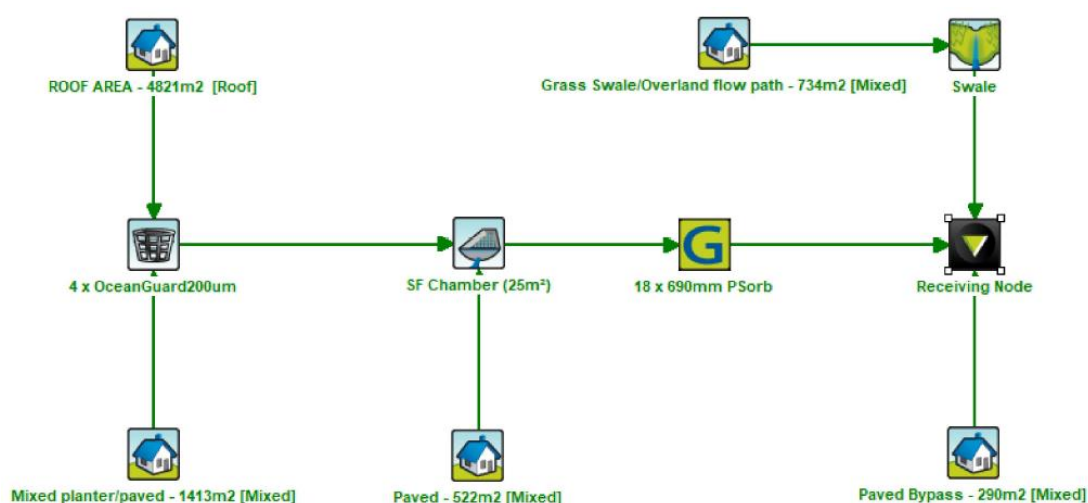 ROOF AREA - 4821m2 [Roof]
Grass Swale/Overland flow path - 734m2 [Mixed]
Swale
4 x OceanGuard200um
SF Chamber (25m²)
G
18 x 690mm PSorb
Receiving Node
Mixed planter/paved - 1413m2 [Mixed]
Paved - 522m2 [Mixed]
Paved Bypass - 290m2 [Mixed]